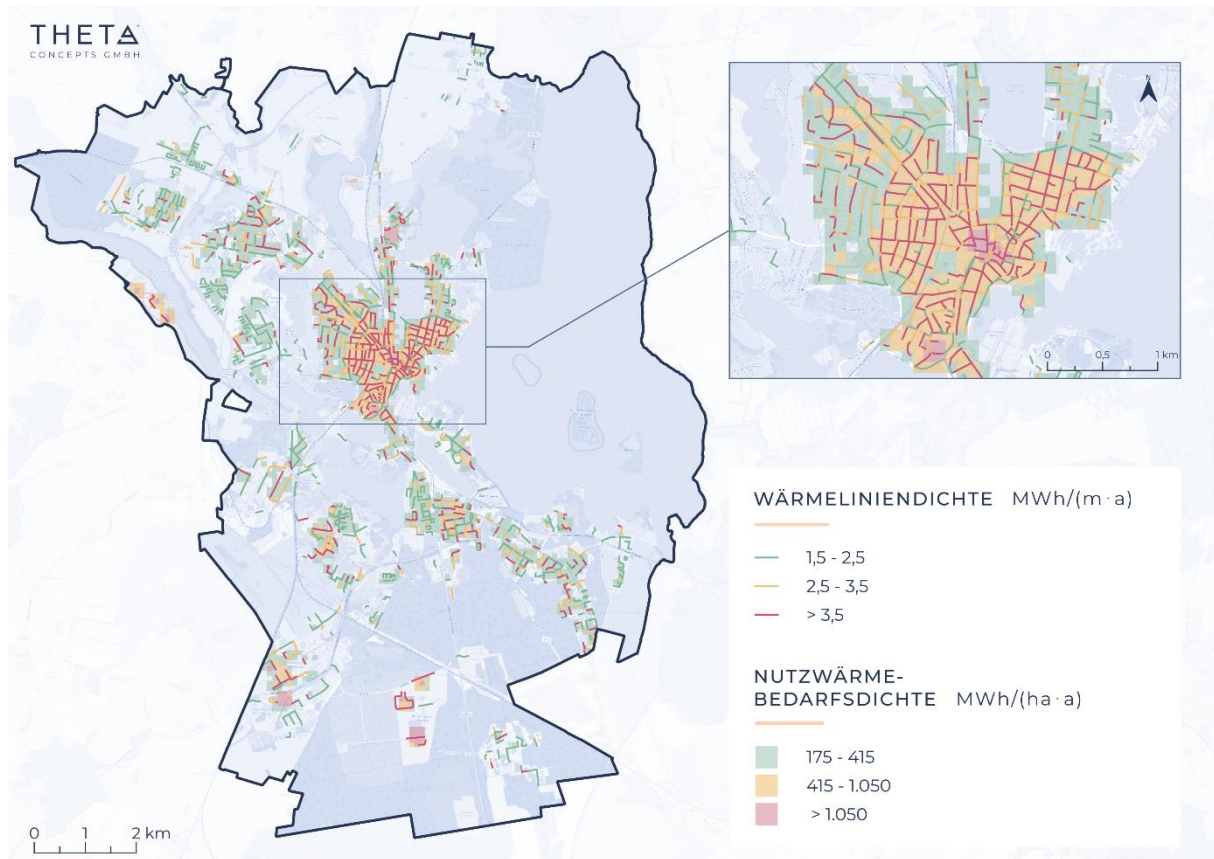 THETA
CONCEPTS GMBH
N
0 0,5 1 km
WÄRMELINIENDICHTE MWh/(m·a)
1,5 - 2,5
2,5 - 3,5
> 3,5
NUTZWÄRME-
BEDARFSDICHTE MWh/(ha·a)
175 - 415
415 - 1.050
> 1.050
0 1 2 km